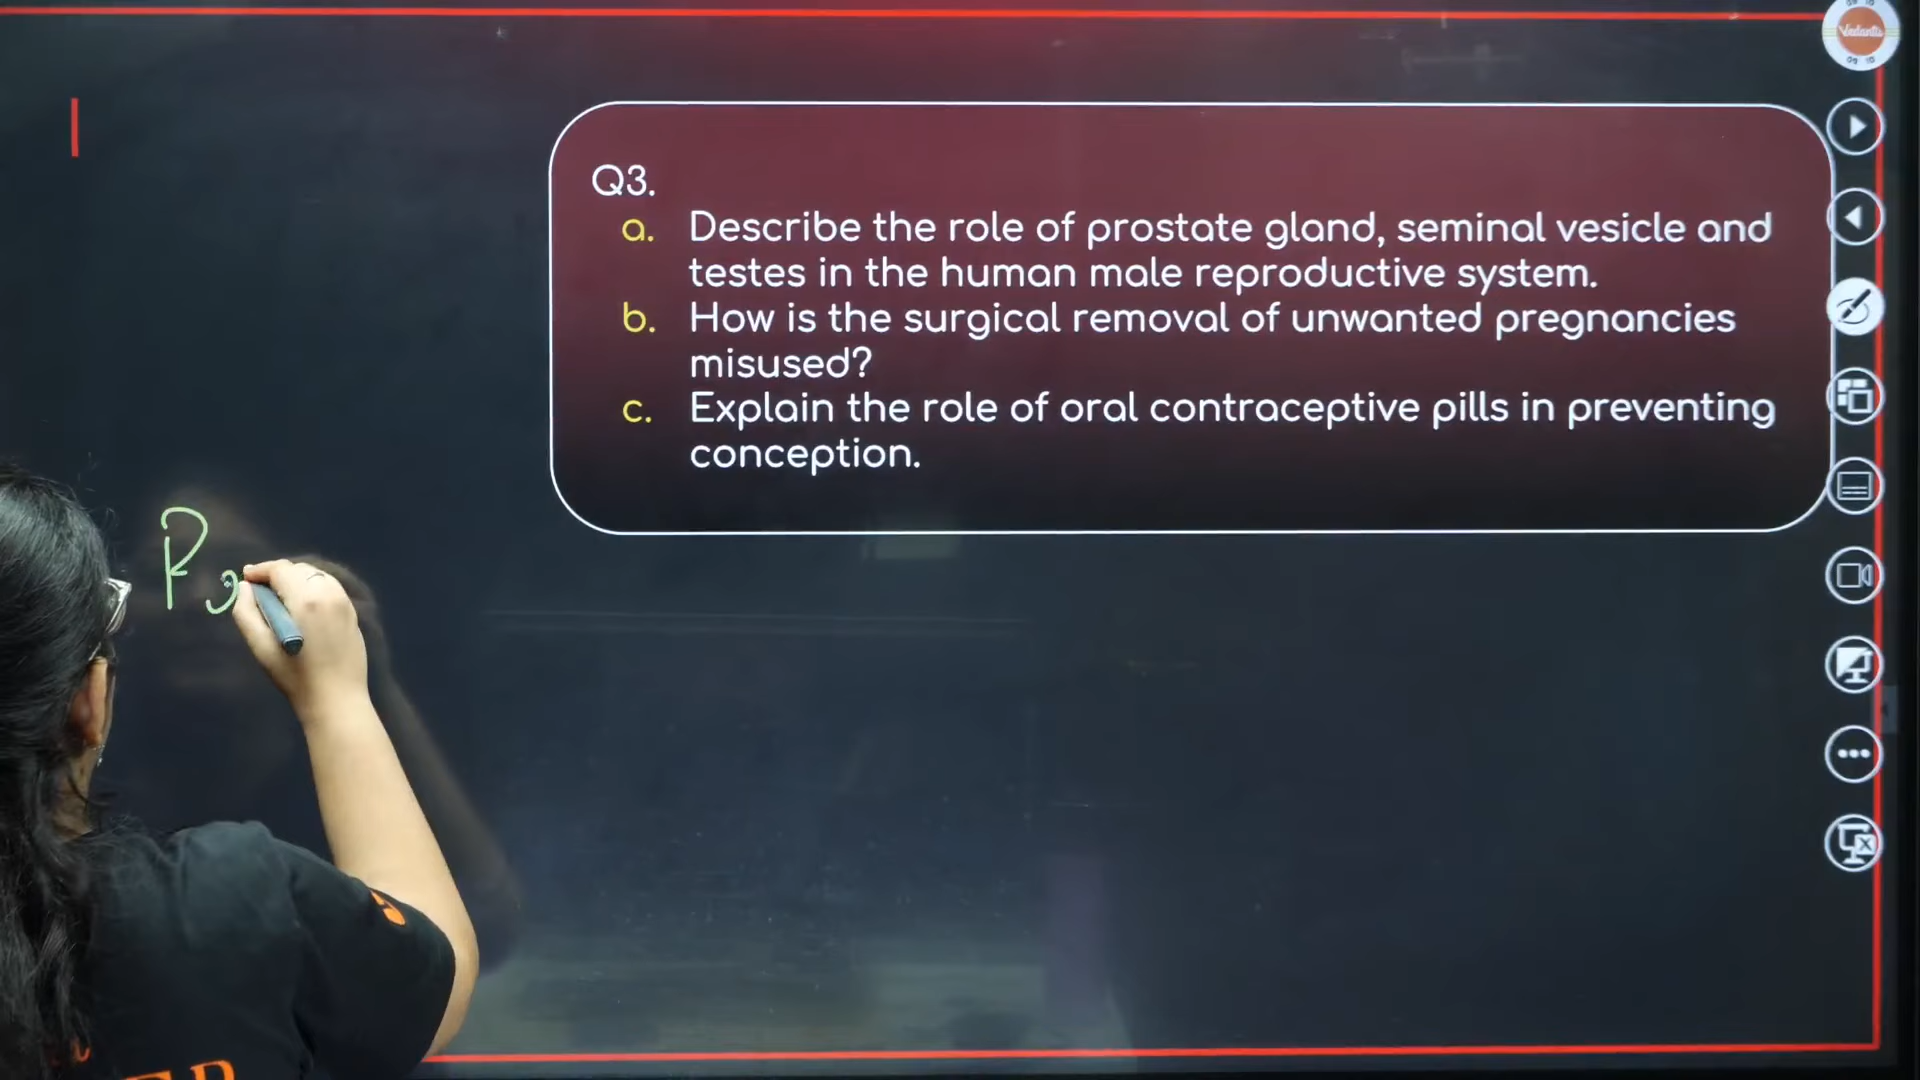 Vedantu
Q3.
a. Describe the role of prostate gland, seminal vesicle and
testes in the human male reproductive system.
b. How is the surgical removal of unwanted pregnancies
misused?
c. Explain the role of oral contraceptive pills in preventing
conception.